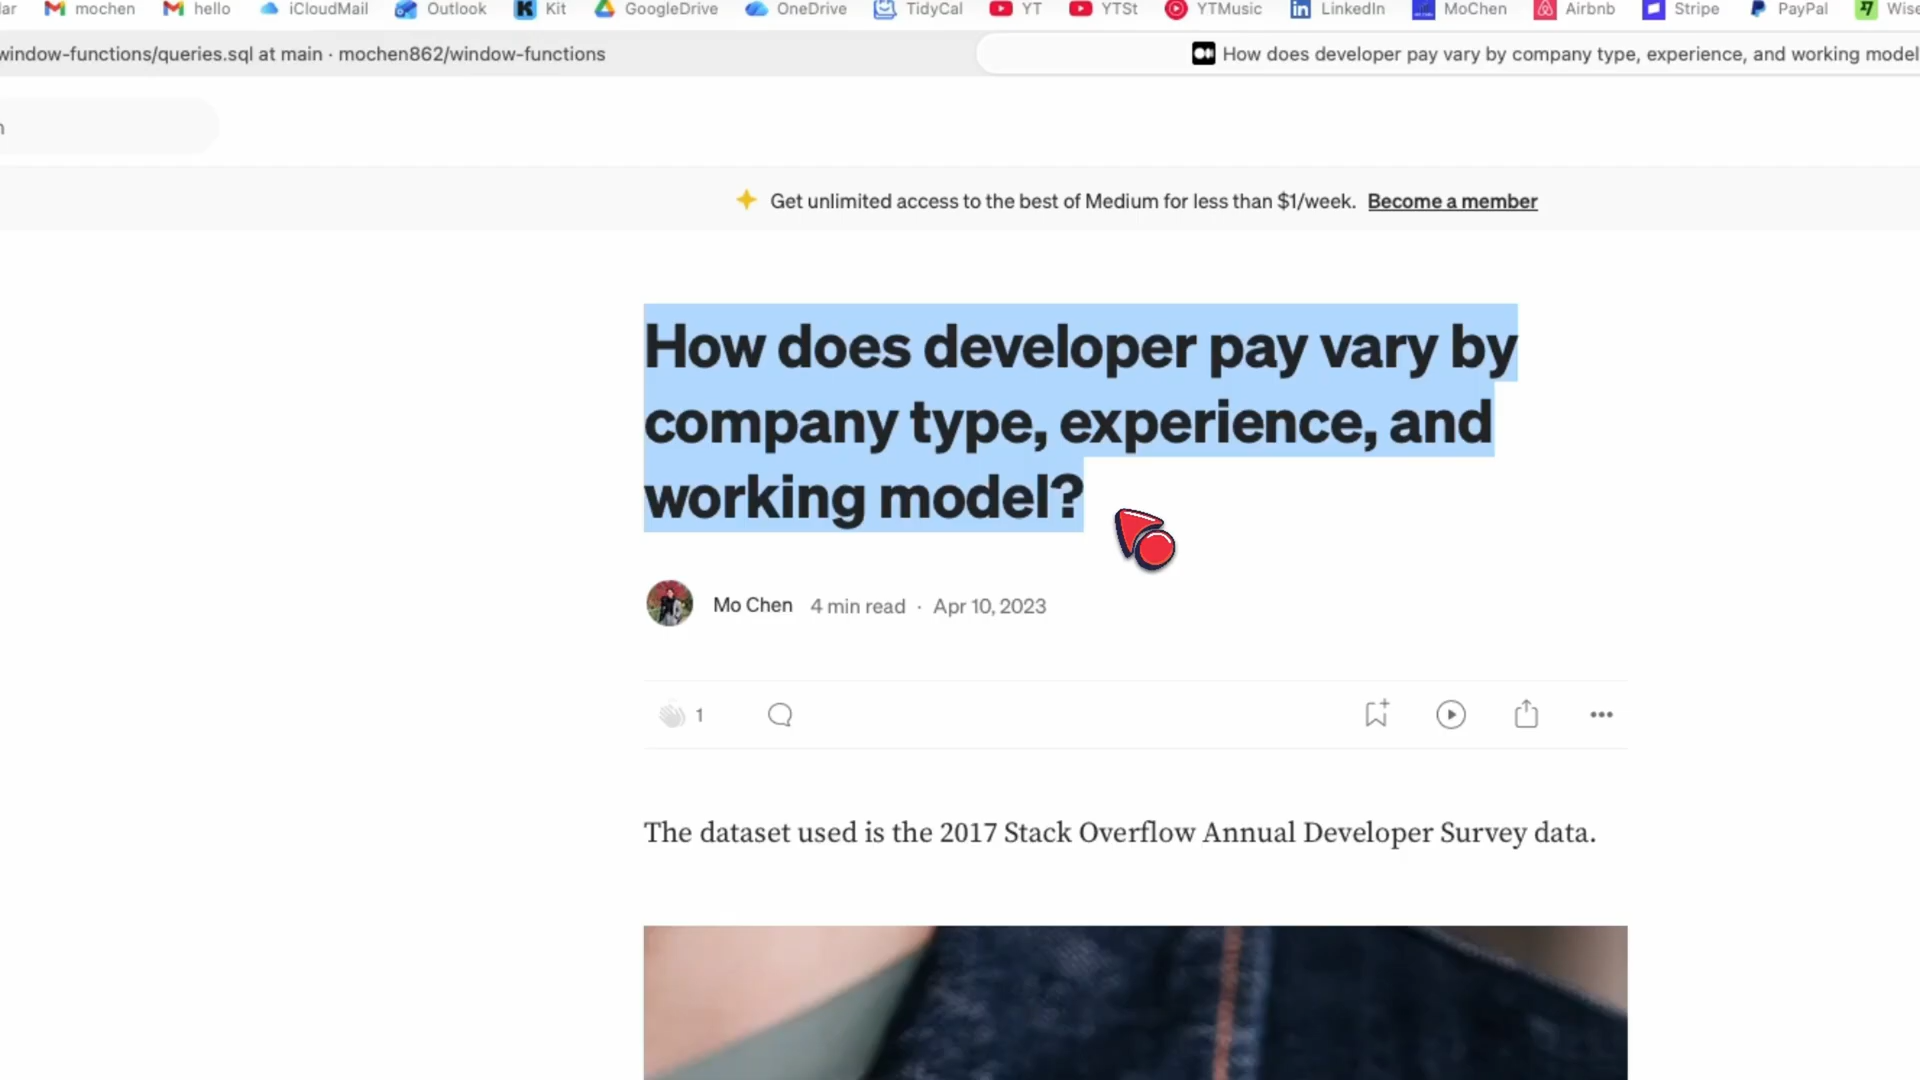 mochen hello iCloudMail Outlook Kit GoogleDrive OneDrive TidyCal YT YTSt YTMusic LinkedIn MoChen Airbnb Stripe PayPal
window-functions/queries.sql at main · mochen862/window-functions
How does developer pay vary by company type, experience, and working model
Get unlimited access to the best of Medium for less than $1/week. Become a member
How does developer pay vary by
company type, experience, and
working model?
Mo Chen 4 min read · Apr 10, 2023
1
The dataset used is the 2017 Stack Overflow Annual Developer Survey data.